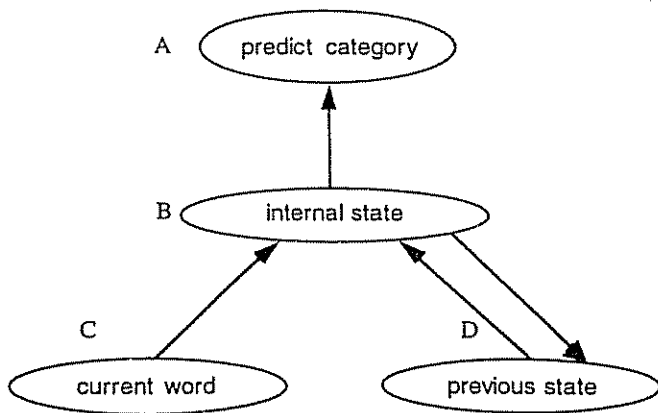 A predict category
B internal state
C D
current word previous state